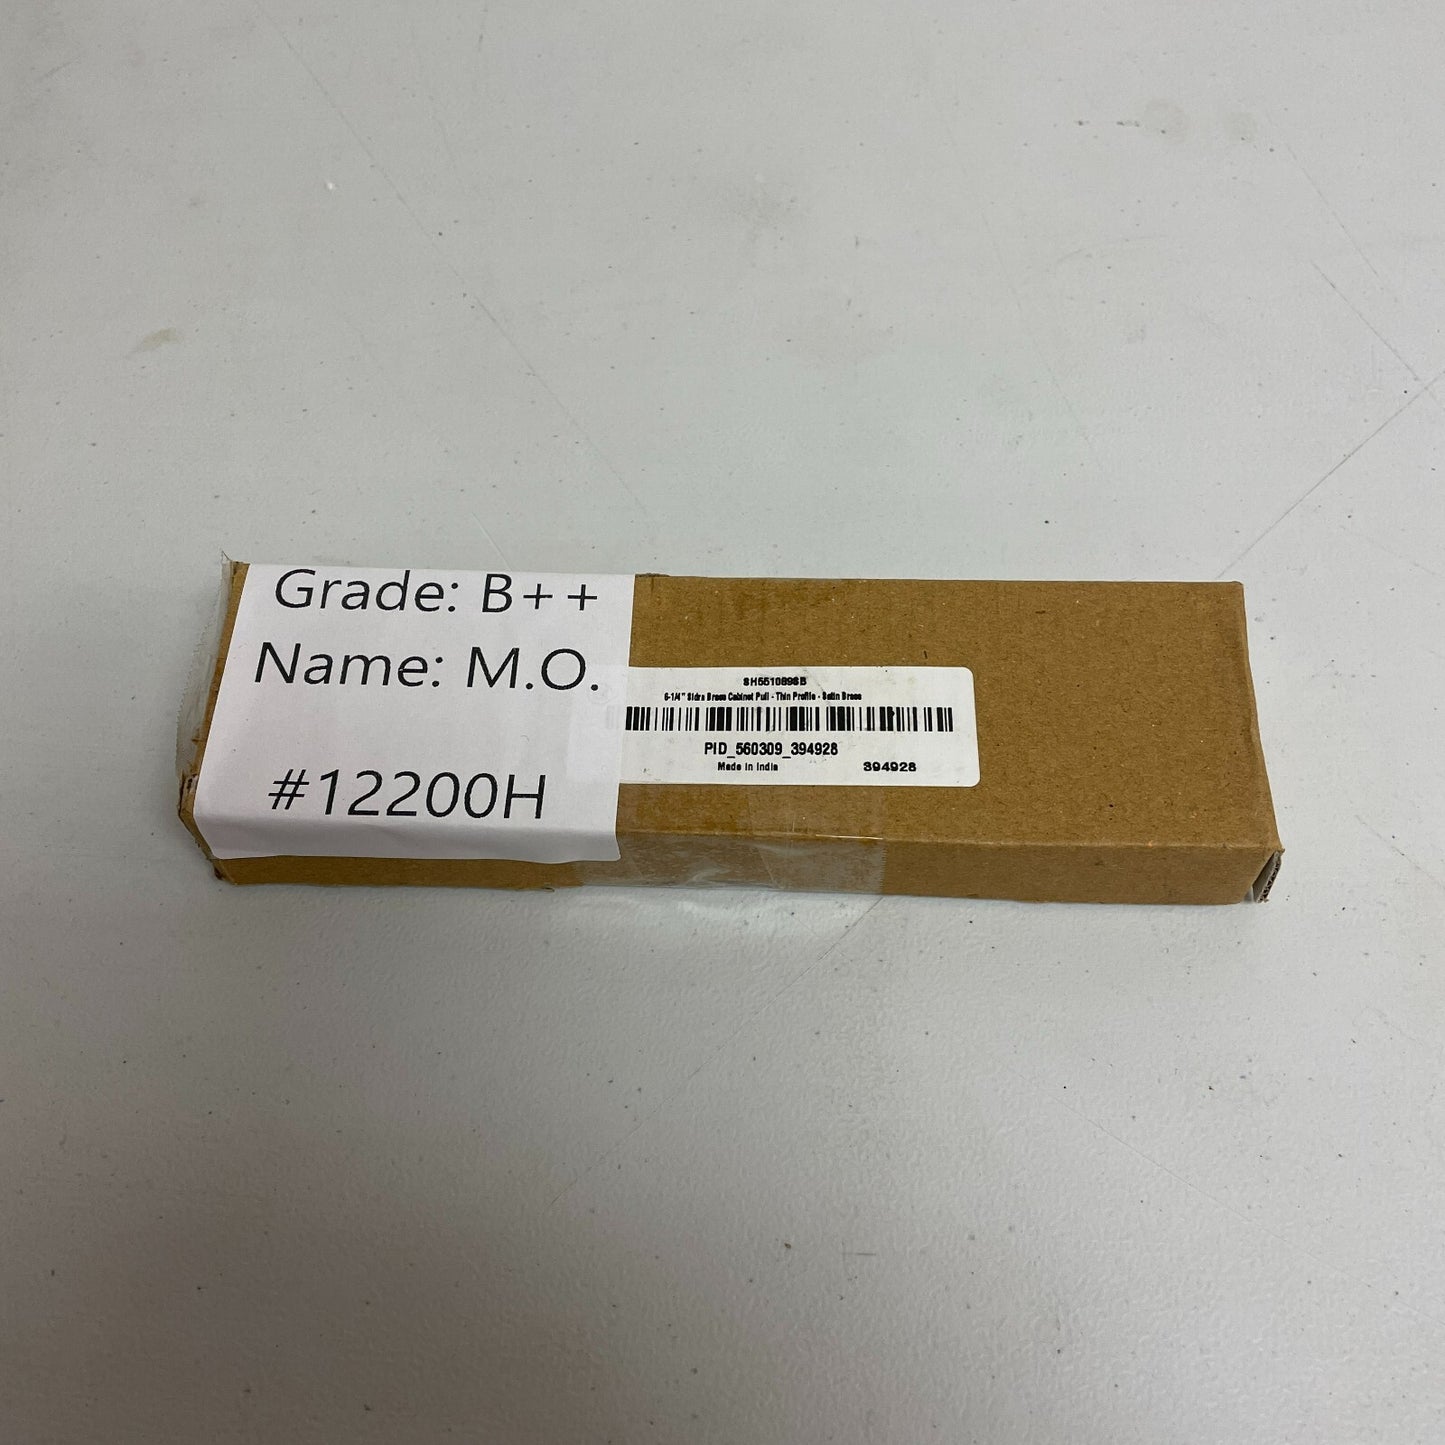 Grade: B++
Name: M.O.
#12200H
SH551089SB
6-1/4" Sidra Brass Cabinet Pull - Thin Profile - Satin Brass
PID_560309_394928
Made in India
394928